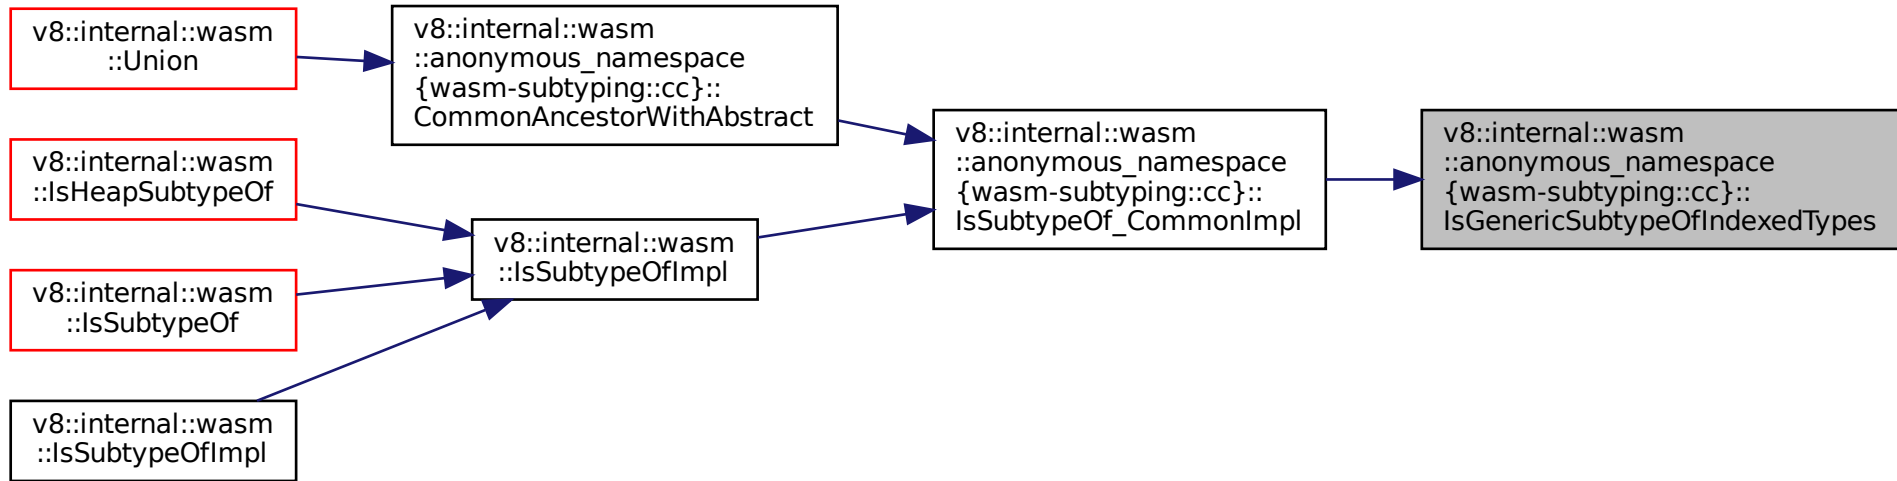 v8::internal::wasm
::Union
v8::internal::wasm
::IsHeapSubtypeOf
v8::internal::wasm
::IsSubtypeOf
v8::internal::wasm
::IsSubtypeOfImpl
v8::internal::wasm
::anonymous_namespace
{wasm-subtyping::cc}::
CommonAncestorWithAbstract
v8::internal::wasm
::IsSubtypeOfImpl
v8::internal::wasm
::anonymous_namespace
{wasm-subtyping::cc}::
IsSubtypeOf_CommonImpl
v8::internal::wasm
::anonymous_namespace
{wasm-subtyping::cc}::
IsGenericSubtypeOfIndexedTypes